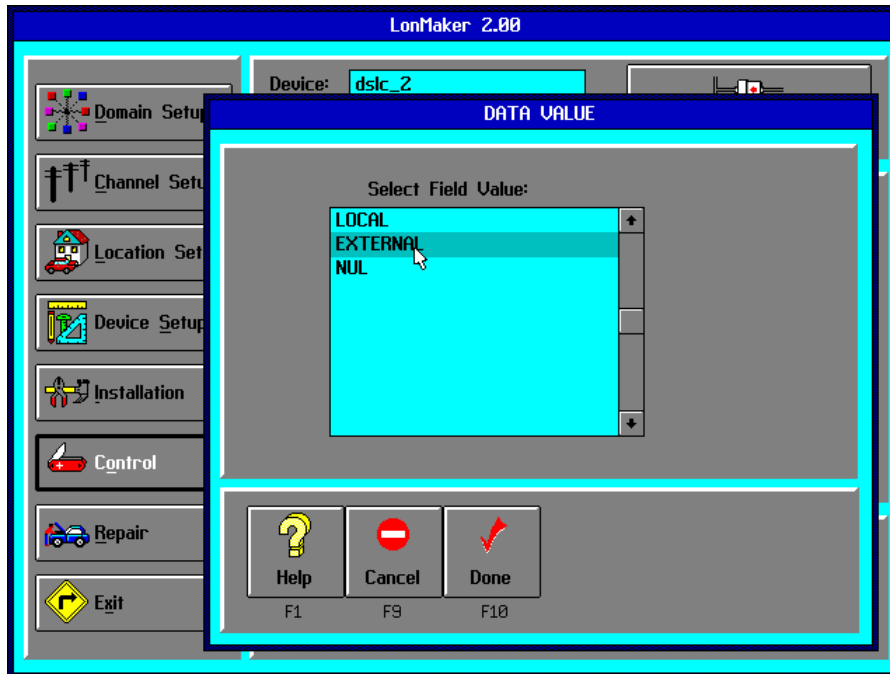 LonMaker 2.00
Device: dslc_2
DATA VALUE
Domain Setup
Channel Setu
Location Set
Device Setup
Installation
Control
Repair
Exit
Select Field Value:
LOCAL
EXTERNAL
NUL
Help
Cancel
Done
F1
F9
F10